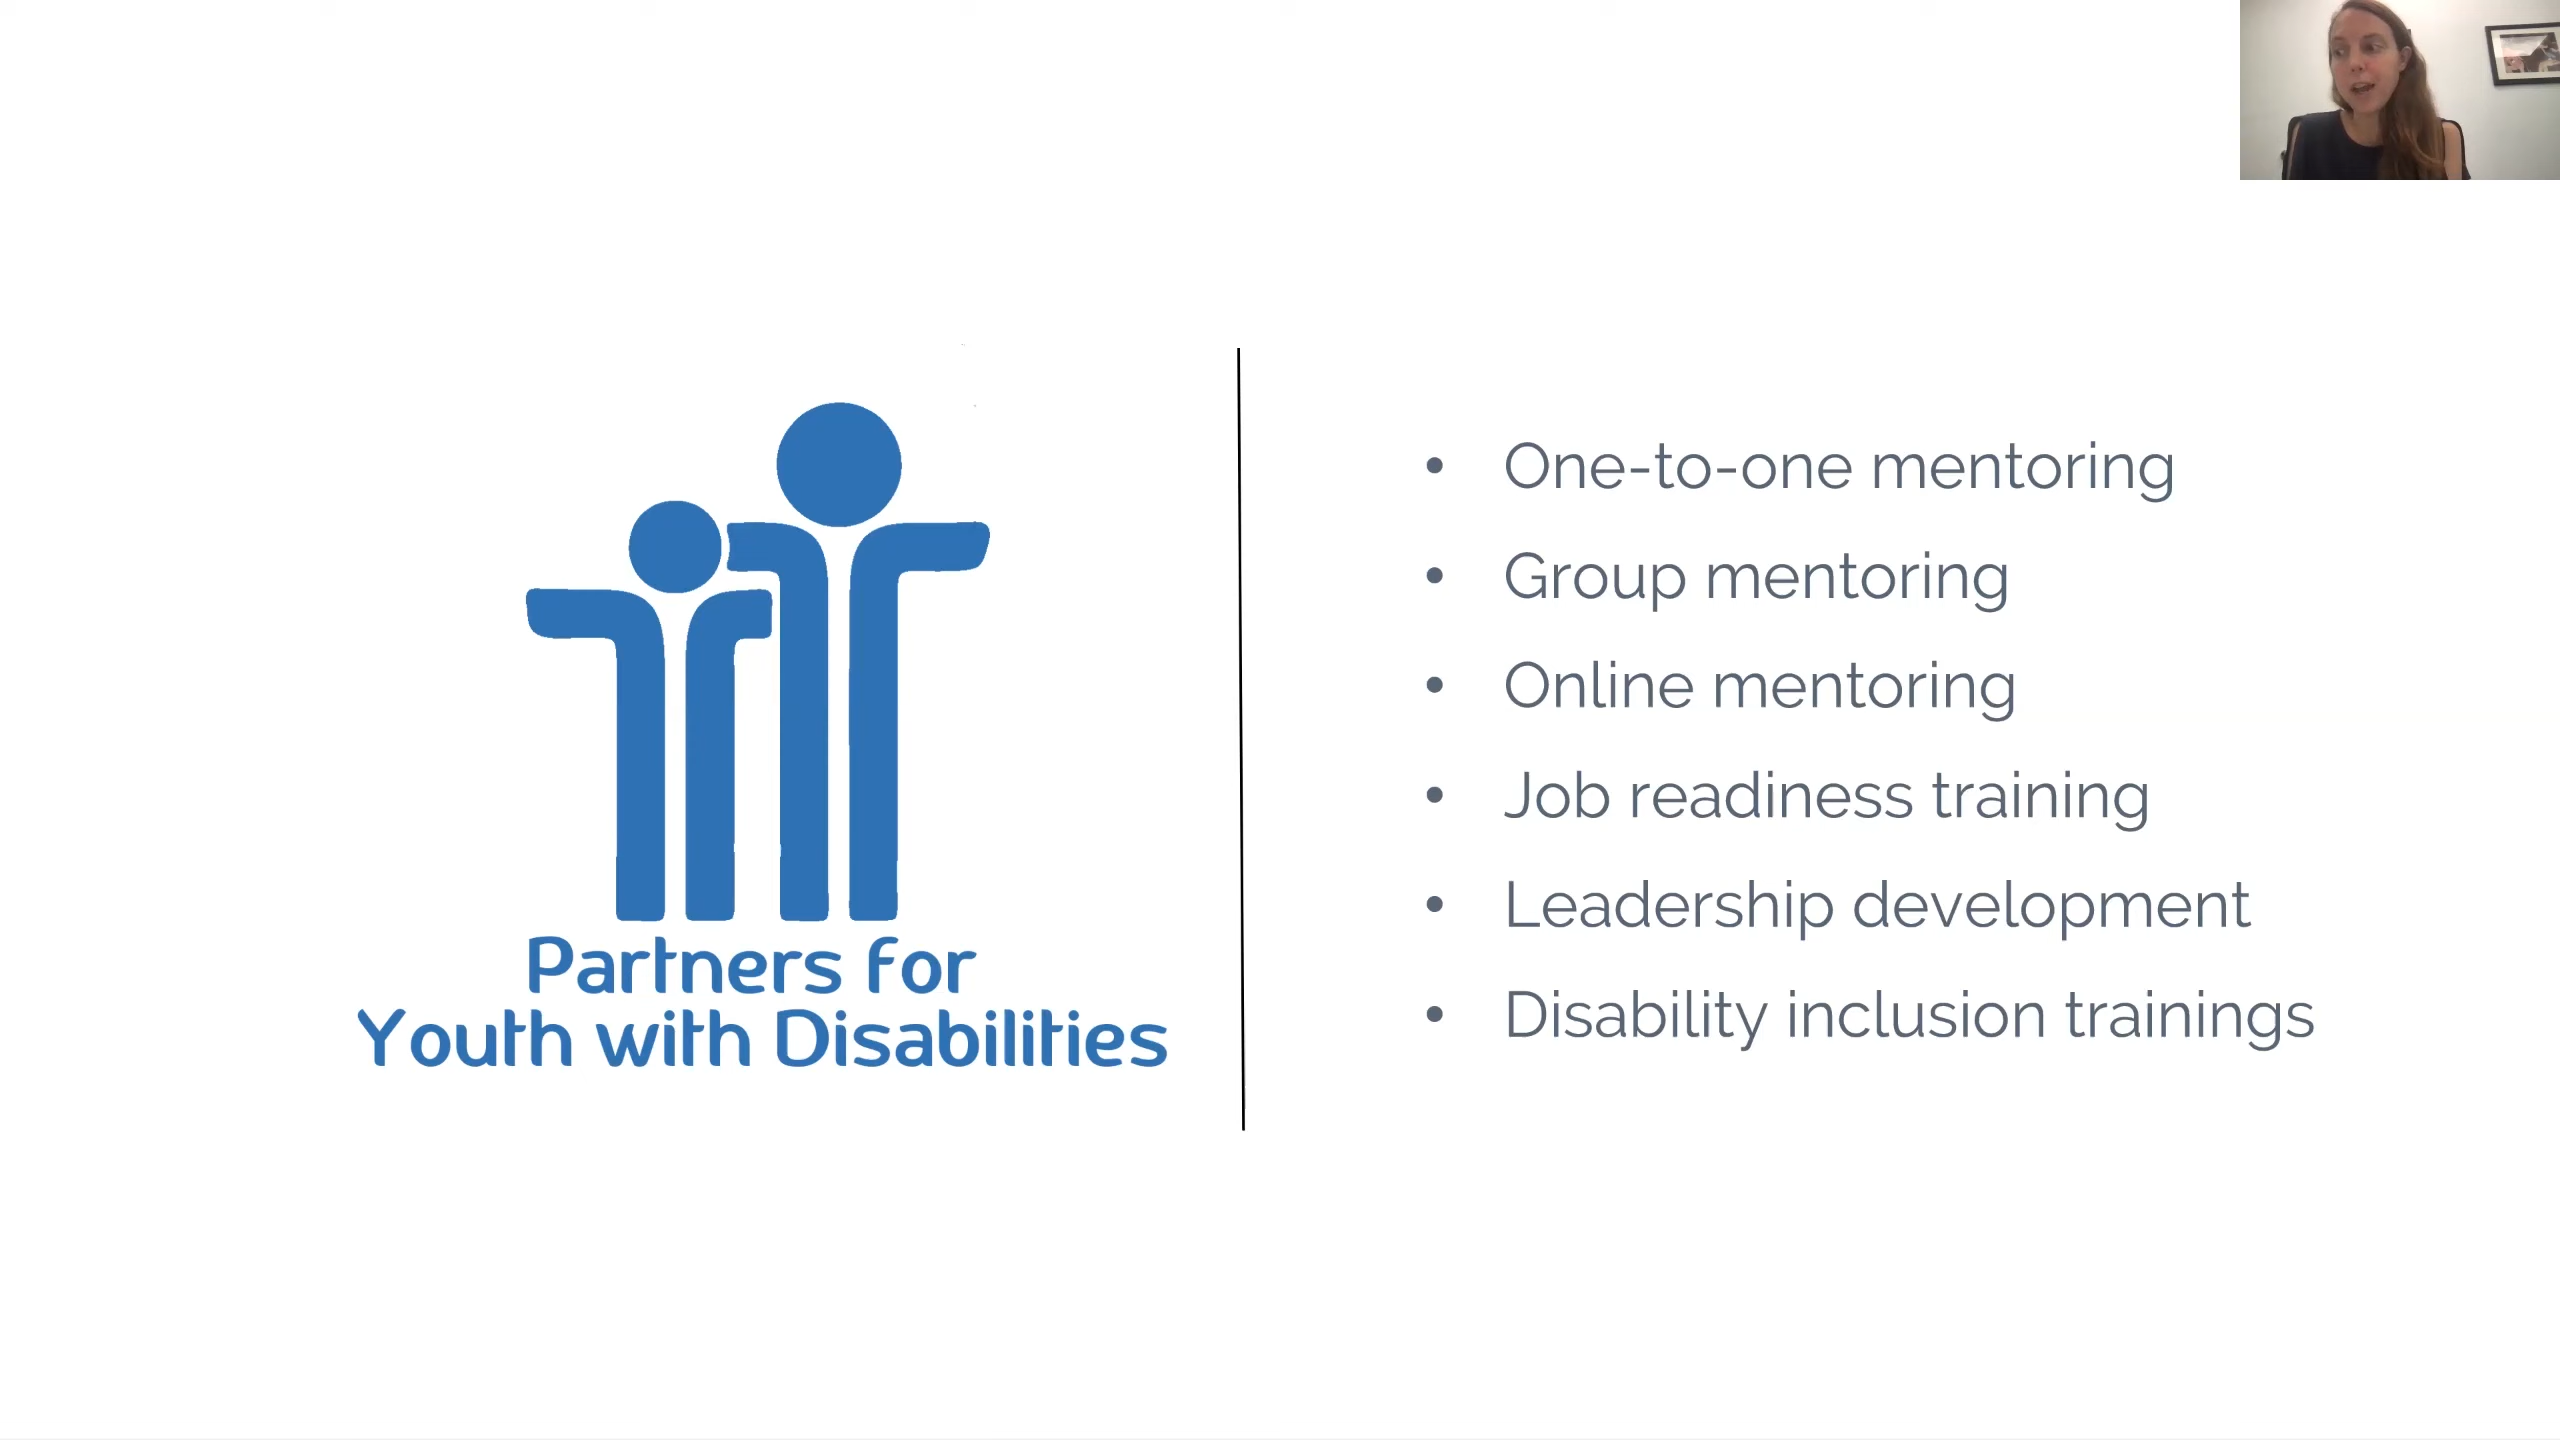 Partners for
Youth with Disabilities
• One-to-one mentoring
• Group mentoring
• Online mentoring
• Job readiness training
• Leadership development
• Disability inclusion trainings